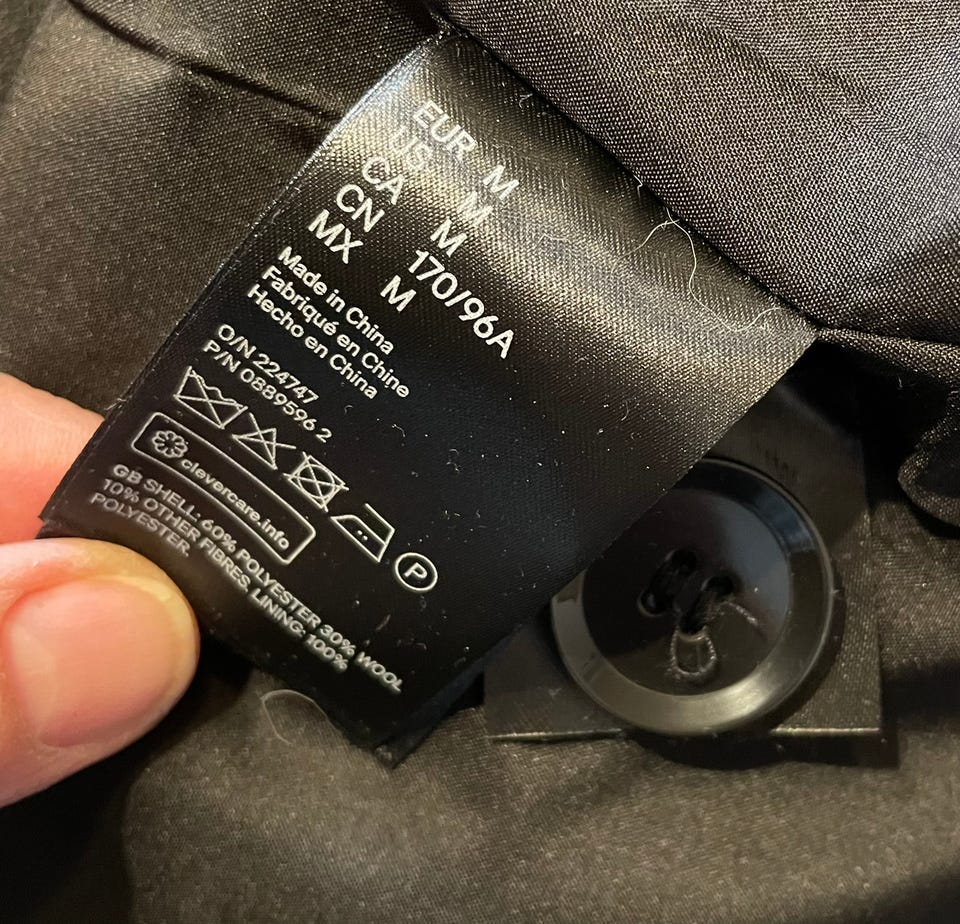 EUR M
US M
CA M
CN 170/96A
MX M
Made in China
Fabriqué en Chine
Hecho en China
O/N 224747
P/N 0889596 2
P
clevercare.info
GB SHELL: 60% POLYESTER 30% WOOL
10% OTHER FIBRES, LINING: 100%
POLYESTER.